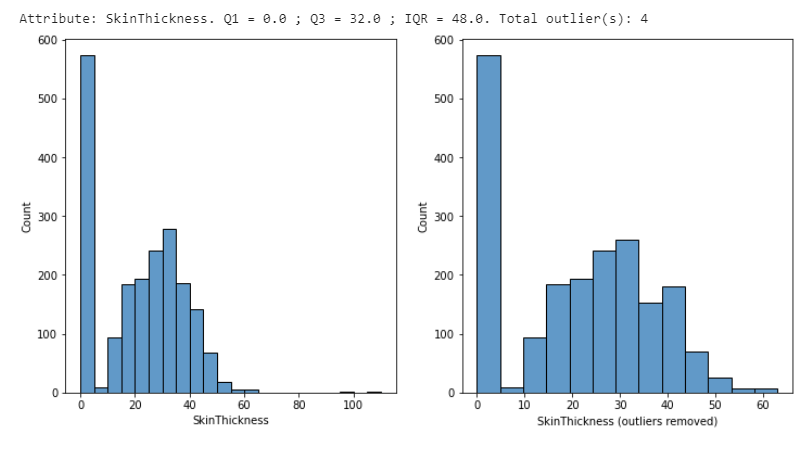 Attribute: SkinThickness. Q1 = 0.0 ; Q3 = 32.0 ; IQR = 48.0. Total outlier(s): 4
600
500
400
300
200
100
0
Count
0 20 40 60 80 100
SkinThickness
600
500
400
300
200
100
0
Count
0 10 20 30 40 50 60
SkinThickness (outliers removed)